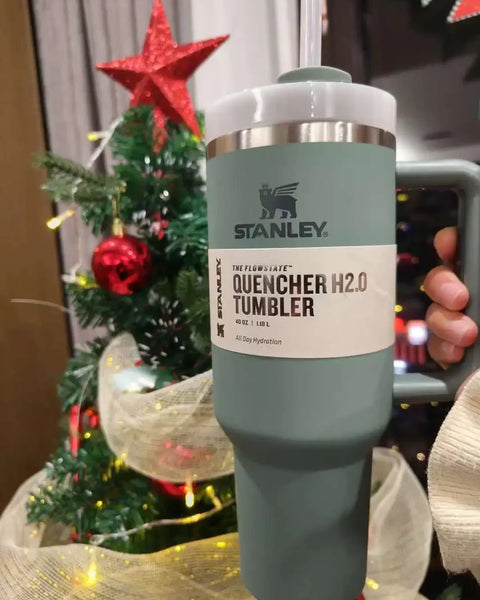 STANLEY®
STANLEY
THE FLOWSTATE™
QUENCHER H2.0
TUMBLER
40 OZ | 1.18 L
All Day Hydration